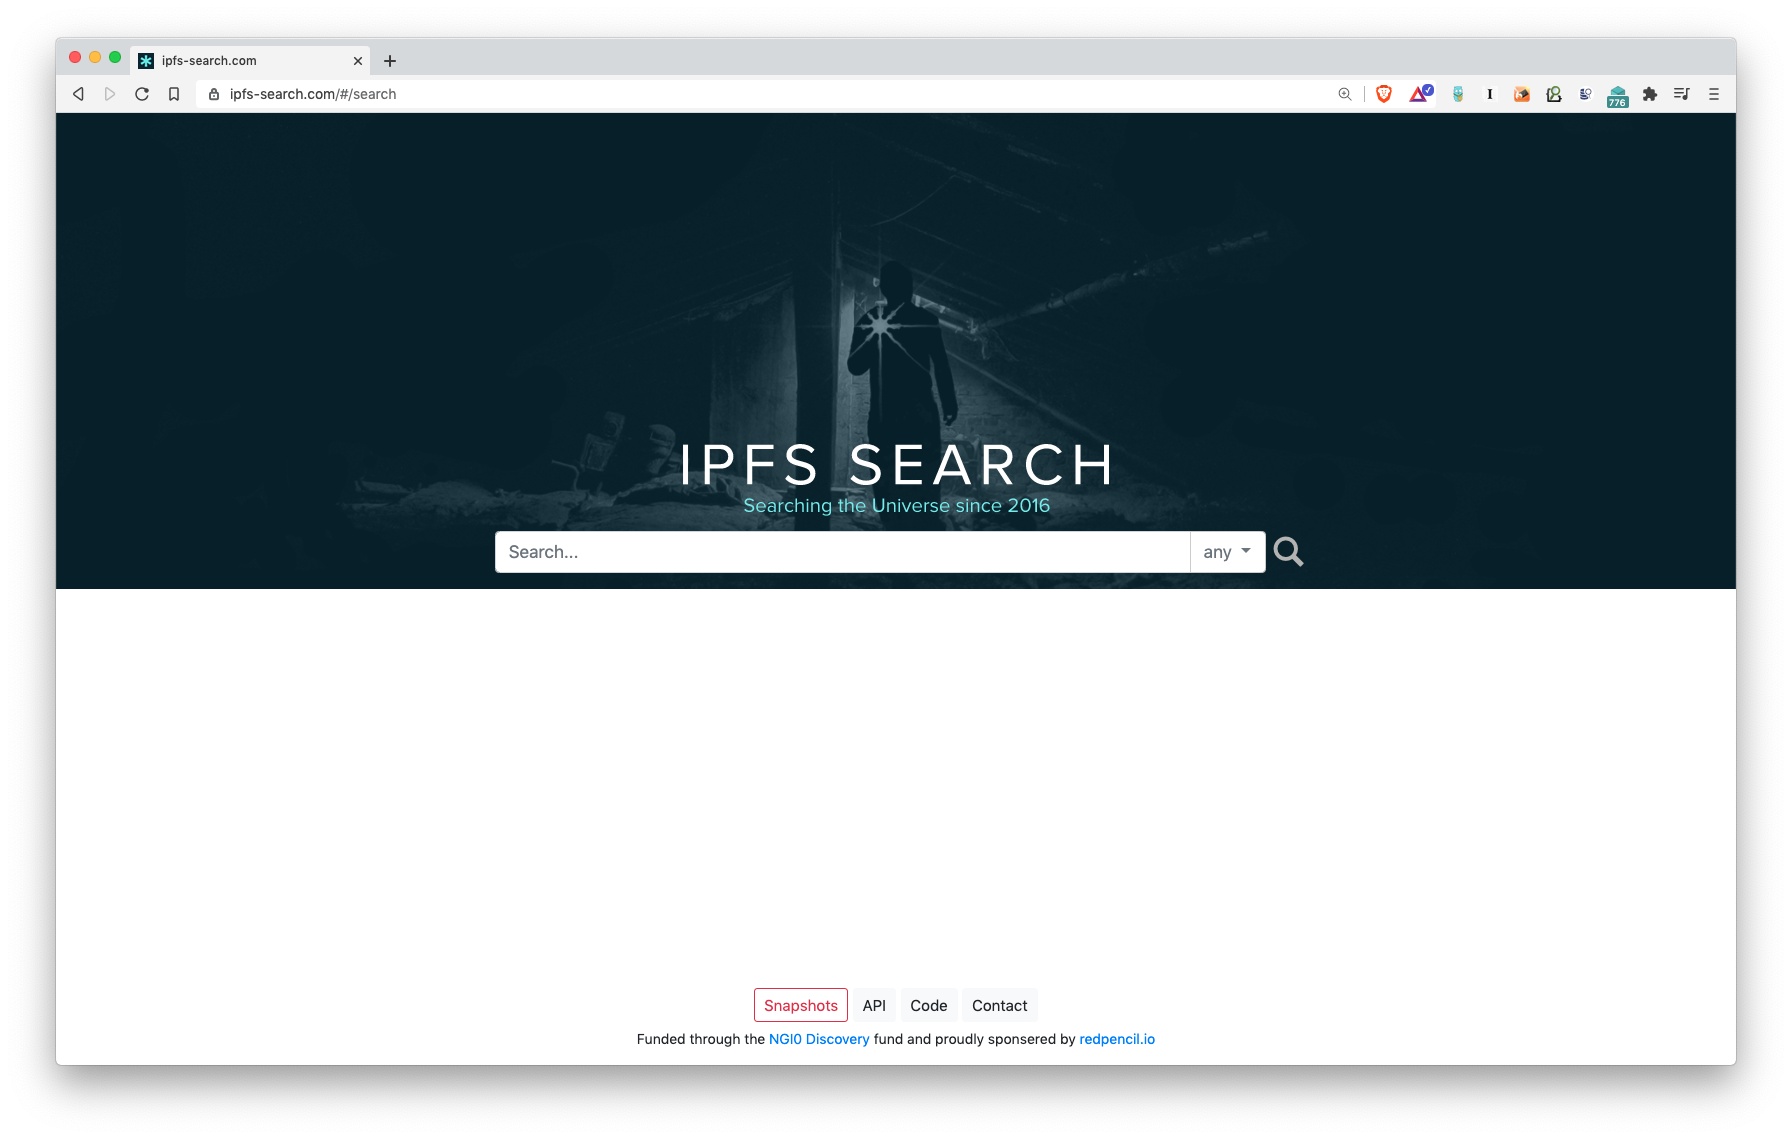 ipfs-search.com
ipfs-search.com/#/search
I
776
IPFS SEARCH
Searching the Universe since 2016
Search...
any
Snapshots
API
Code
Contact
Funded through the NGI0 Discovery fund and proudly sponsered by redpencil.io